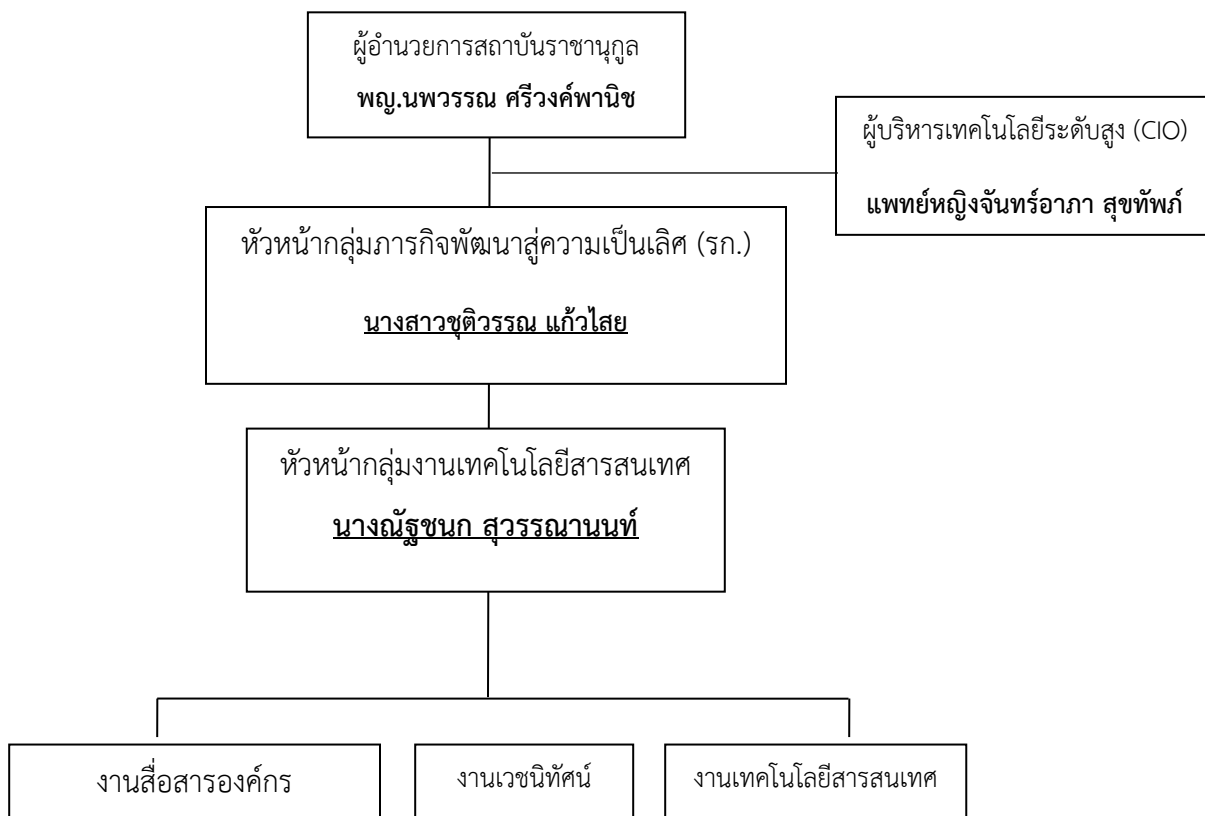 ผู้อำนวยการสถาบันราชานุกูล
พญ.นพวรรณ ศรีวงค์พานิช
ผู้บริหารเทคโนโลยีระดับสูง (CIO)
แพทย์หญิงจันทร์อาภา สุขทัพภ์
หัวหน้ากลุ่มภารกิจพัฒนาสู่ความเป็นเลิศ (รก.)
นางสาวชุติวรรณ แก้วไสย
หัวหน้ากลุ่มงานเทคโนโลยีสารสนเทศ
นางณัฐชนก สุวรรณานนท์
งานสื่อสารองค์กร
งานเวชนิทัศน์
งานเทคโนโลยีสารสนเทศ